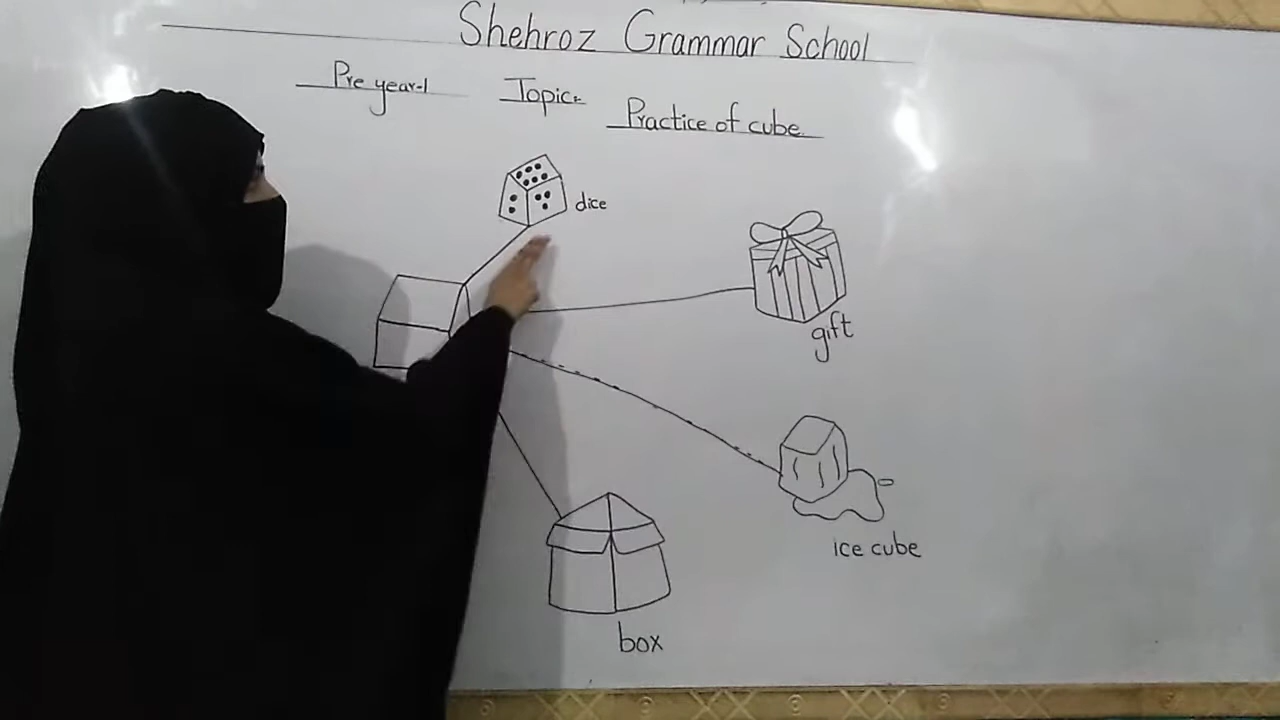 Shehroz Grammar School
Pre year-1 Topic:
Practice of cube
dice
gift
ice cube
box